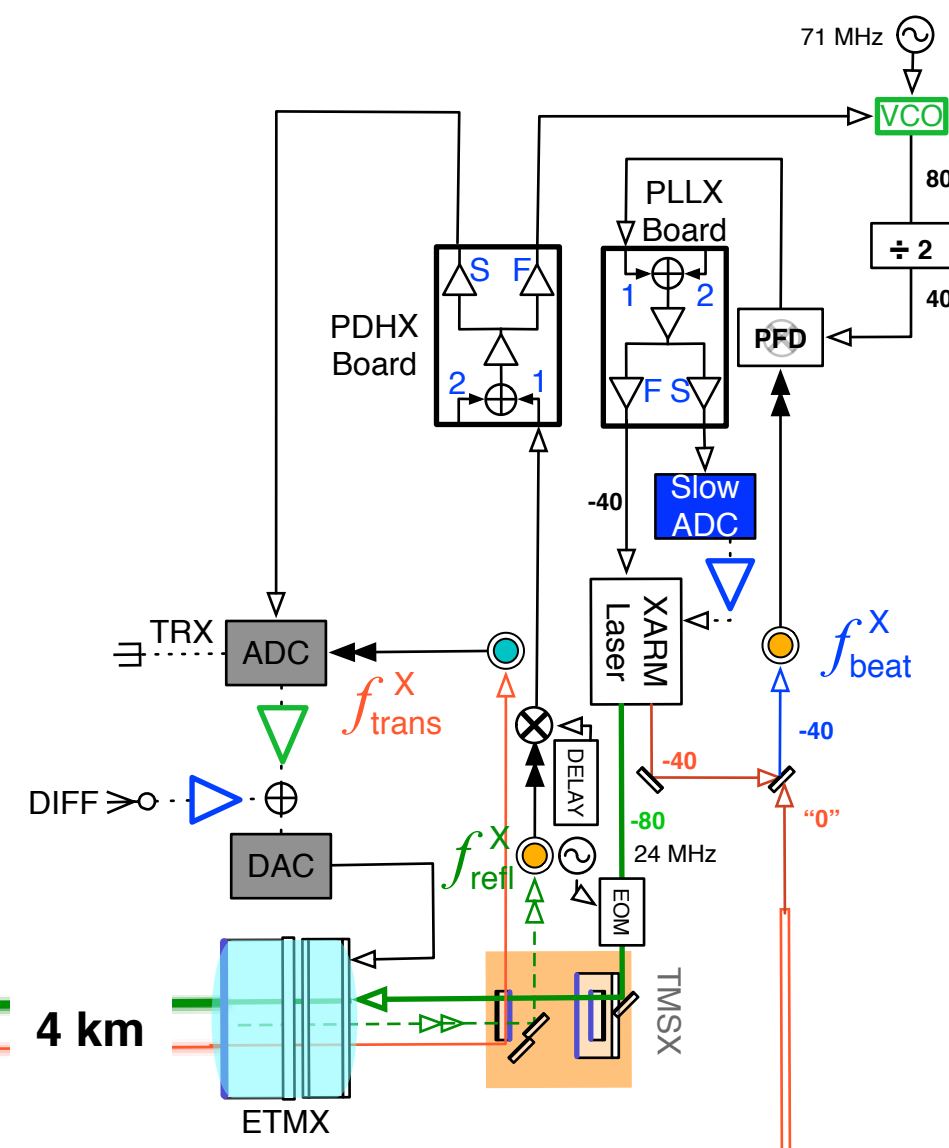 71 MHz
VCO
80
÷ 2
40
PLLX
Board
S F
1 2
PDHX
Board
2 1
PFD
F S
Slow
ADC
-40
XARM
Laser
TRX
ADC
f X trans
f X beat
-40
-40
DELAY
DIFF
-80
"0"
24 MHz
f X refl
DAC
EOM
TMSX
4 km
ETMX